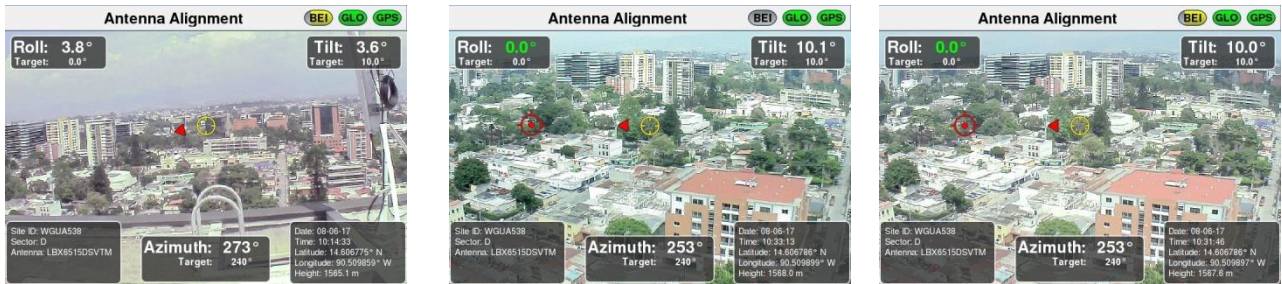 Antenna Alignment
BEI GLO GPS
Roll: 3.8°
Target: 0.0°
Tilt: 3.6°
Target: 10.0°
Site ID: WGUA538
Sector: D
Antenna: LBX6515DSVTM
Azimuth: 273°
Target: 240°
Date: 08-06-17
Time: 10:14:33
Latitude: 14.606775° N
Longitude: 90.509859° W
Height: 1565.1 m
Antenna Alignment
BEI GLO GPS
Roll: 0.0°
Target: 0.0°
Tilt: 10.1°
Target: 10.0°
Site ID: WGUA538
Sector: D
Antenna: LBX6515DSVTM
Azimuth: 253°
Target: 240°
Date: 08-06-17
Time: 10:33:13
Latitude: 14.606786° N
Longitude: 90.509899° W
Height: 1568.0 m
Antenna Alignment
BEI GLO GPS
Roll: 0.0°
Target: 0.0°
Tilt: 10.0°
Target: 10.0°
Site ID: WGUA538
Sector: D
Antenna: LBX6515DSVTM
Azimuth: 253°
Target: 240°
Date: 08-06-17
Time: 10:31:46
Latitude: 14.606787° N
Longitude: 90.509897° W
Height: 1567.6 m